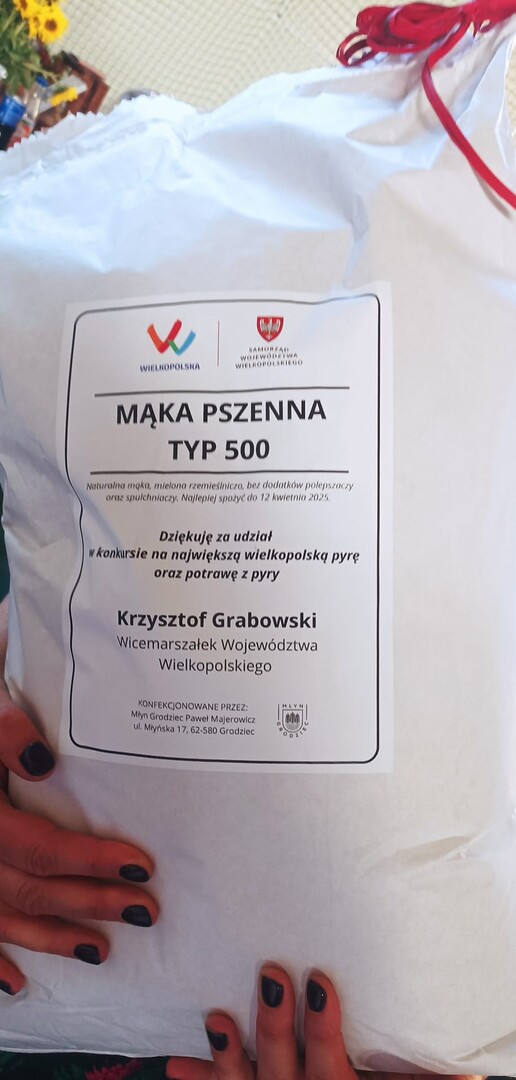 WIELKOPOLSKA
SAMORZĄD
WOJEWÓDZTWA
WIELKOPOLSKIEGO
MĄKA PSZENNA
TYP 500
Naturalna mąka, mielona rzemieślniczo, bez dodatków polepszaczy
oraz spulchniaczy. Najlepiej spożyć do 12 kwietnia 2025.
Dziękuję za udział
w konkursie na największą wielkopolską pyrę
oraz potrawę z pyry
Krzysztof Grabowski
Wicemarszałek Województwa
Wielkopolskiego
KONFEKCJONOWANE PRZEZ:
Młyn Grodziec Paweł Majerowicz
ul. Młyńska 17, 62-580 Grodziec
MŁYN
GRODZIEC